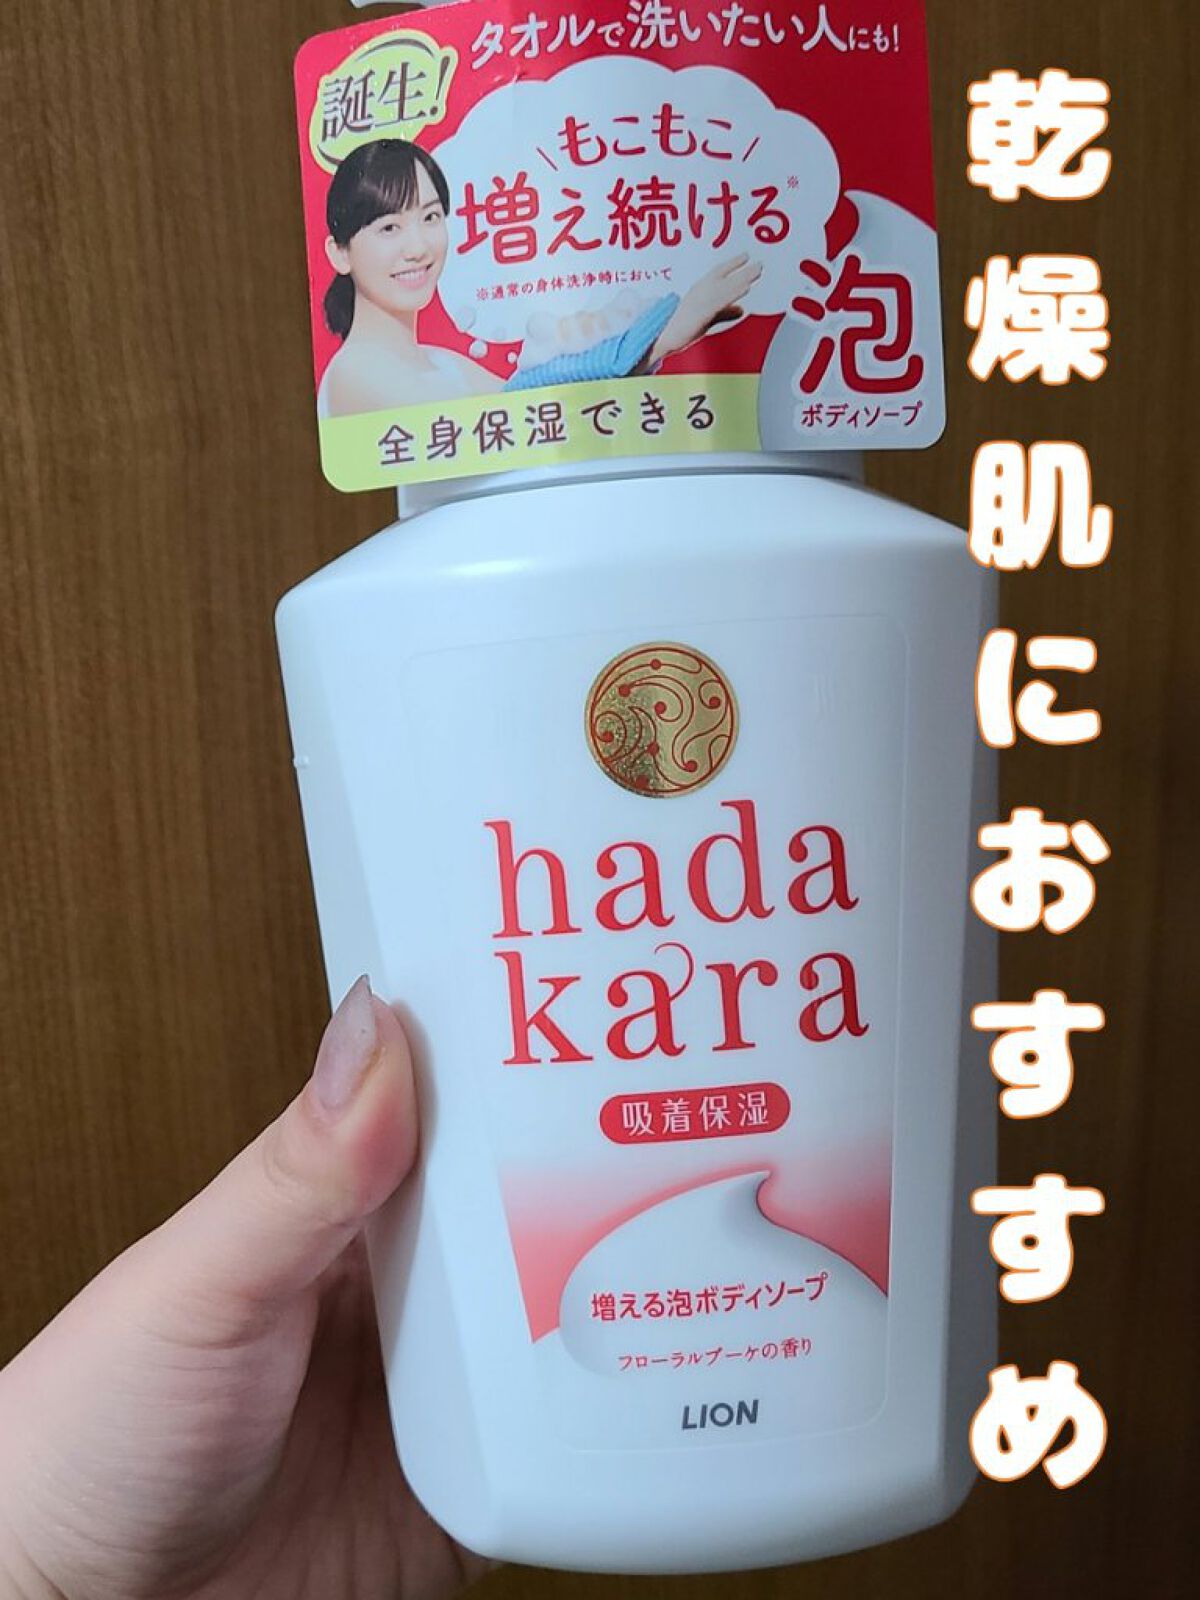 タオルで洗いたい人にも!
誕生!
もこもこ
増え続ける※
※通常の身体洗浄時において
泡
ボディソープ
全身保湿できる
hada
kara
吸着保湿
増える泡ボディソープ
フローラルブーケの香り
LION
乾燥肌におすすめ